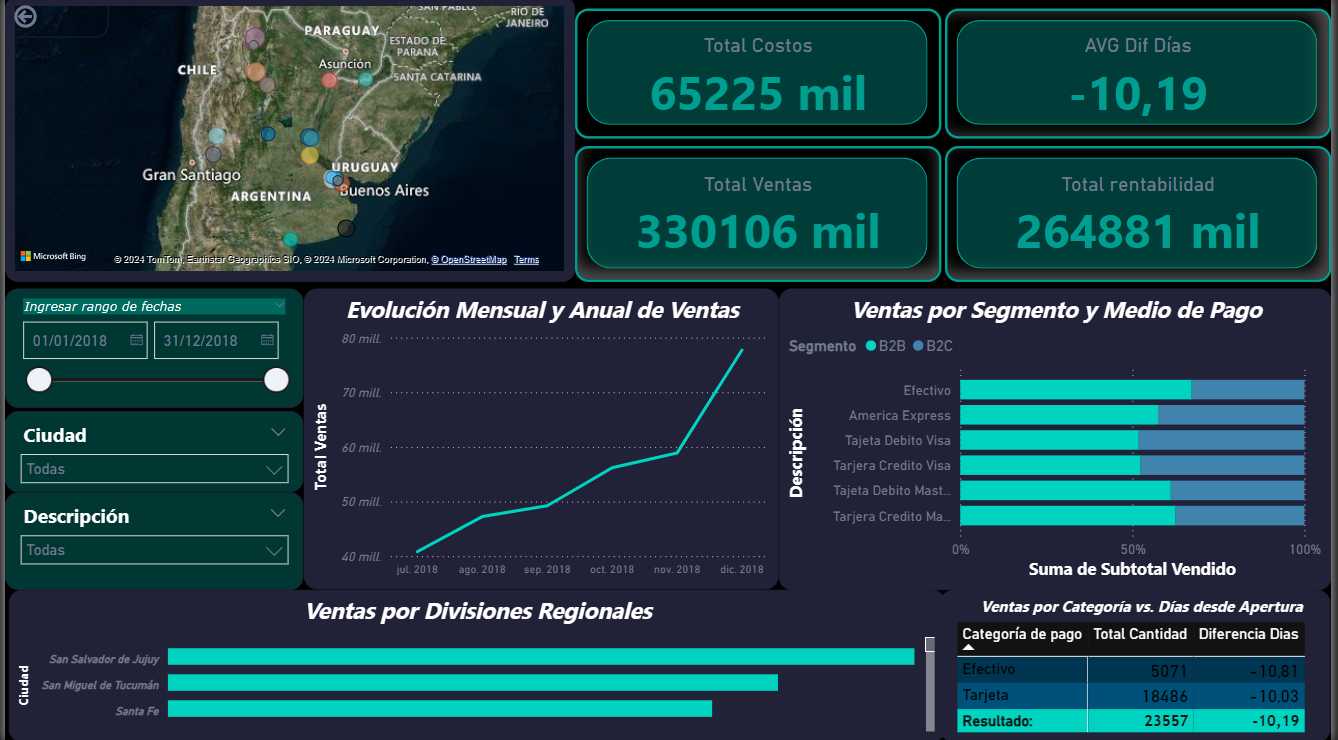 SAN PABLO
RIO DE
JANEIRO
PARAGUAY
ESTADO DE
PARANÁ
Asunción
CHILE
SANTA CATARINA
URUGUAY
Gran Santiago
Buenos Aires
ARGENTINA
Microsoft Bing
© 2024 TomTom, Earthstar Geographics SIO, © 2024 Microsoft Corporation, © OpenStreetMap Terms
Total Costos
65225 mil
AVG Dif Días
-10,19
Total Ventas
330106 mil
Total rentabilidad
264881 mil
Ingresar rango de fechas
01/01/2018
31/12/2018
Ciudad
Todas
Descripción
Todas
Evolución Mensual y Anual de Ventas
Total Ventas
80 mill.
70 mill.
60 mill.
50 mill.
40 mill.
jul. 2018 ago. 2018 sep. 2018 oct. 2018 nov. 2018 dic. 2018
Ventas por Segmento y Medio de Pago
Segmento B2B B2C
Descripción
Efectivo
America Express
Tajeta Debito Visa
Tarjera Credito Visa
Tajeta Debito Mast...
Tarjera Credito Ma...
0% 50% 100%
Suma de Subtotal Vendido
Ventas por Divisiones Regionales
Ciudad
San Salvador de Jujuy
San Miguel de Tucumán
Santa Fe
Ventas por Categoría vs. Días desde Apertura
Categoría de pago Total Cantidad Diferencia Dias
Efectivo 5071 -10,81
Tarjeta 18486 -10,03
Resultado: 23557 -10,19